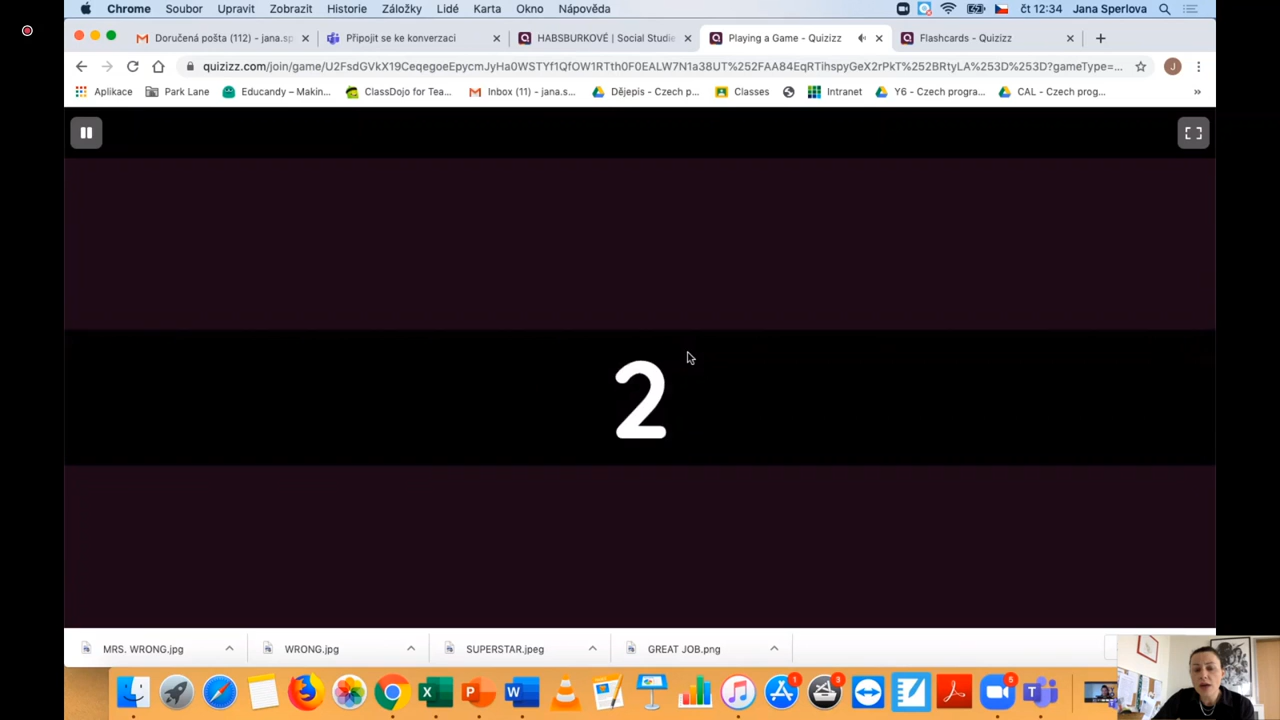 Chrome Soubor Upravit Zobrazit Historie Záložky Lidé Karta Okno Nápověda čt 12:34 Jana Sperlova
Doručená pošta (112) - jana.sp Připojit se ke konverzaci HABSBURKOVÉ | Social Studie Playing a Game - Quizizz Flashcards - Quizizz
quizizz.com/join/game/U2FsdGVkX19CeqegoeEpycmJyHa0WSTYf1QfOW1RTth0F0EALW7N1a38UT%252FAA84EqRTihspyGeX2rPkT%252BRtyLA%253D%253D?gameType=...
Aplikace Park Lane Educandy – Makin... ClassDojo for Tea... Inbox (11) - jana.s... Dějepis - Czech p... Classes Intranet Y6 - Czech progra... CAL - Czech prog... »
2
MRS. WRONG.jpg WRONG.jpg SUPERSTAR.jpeg GREAT JOB.png
1 3 5